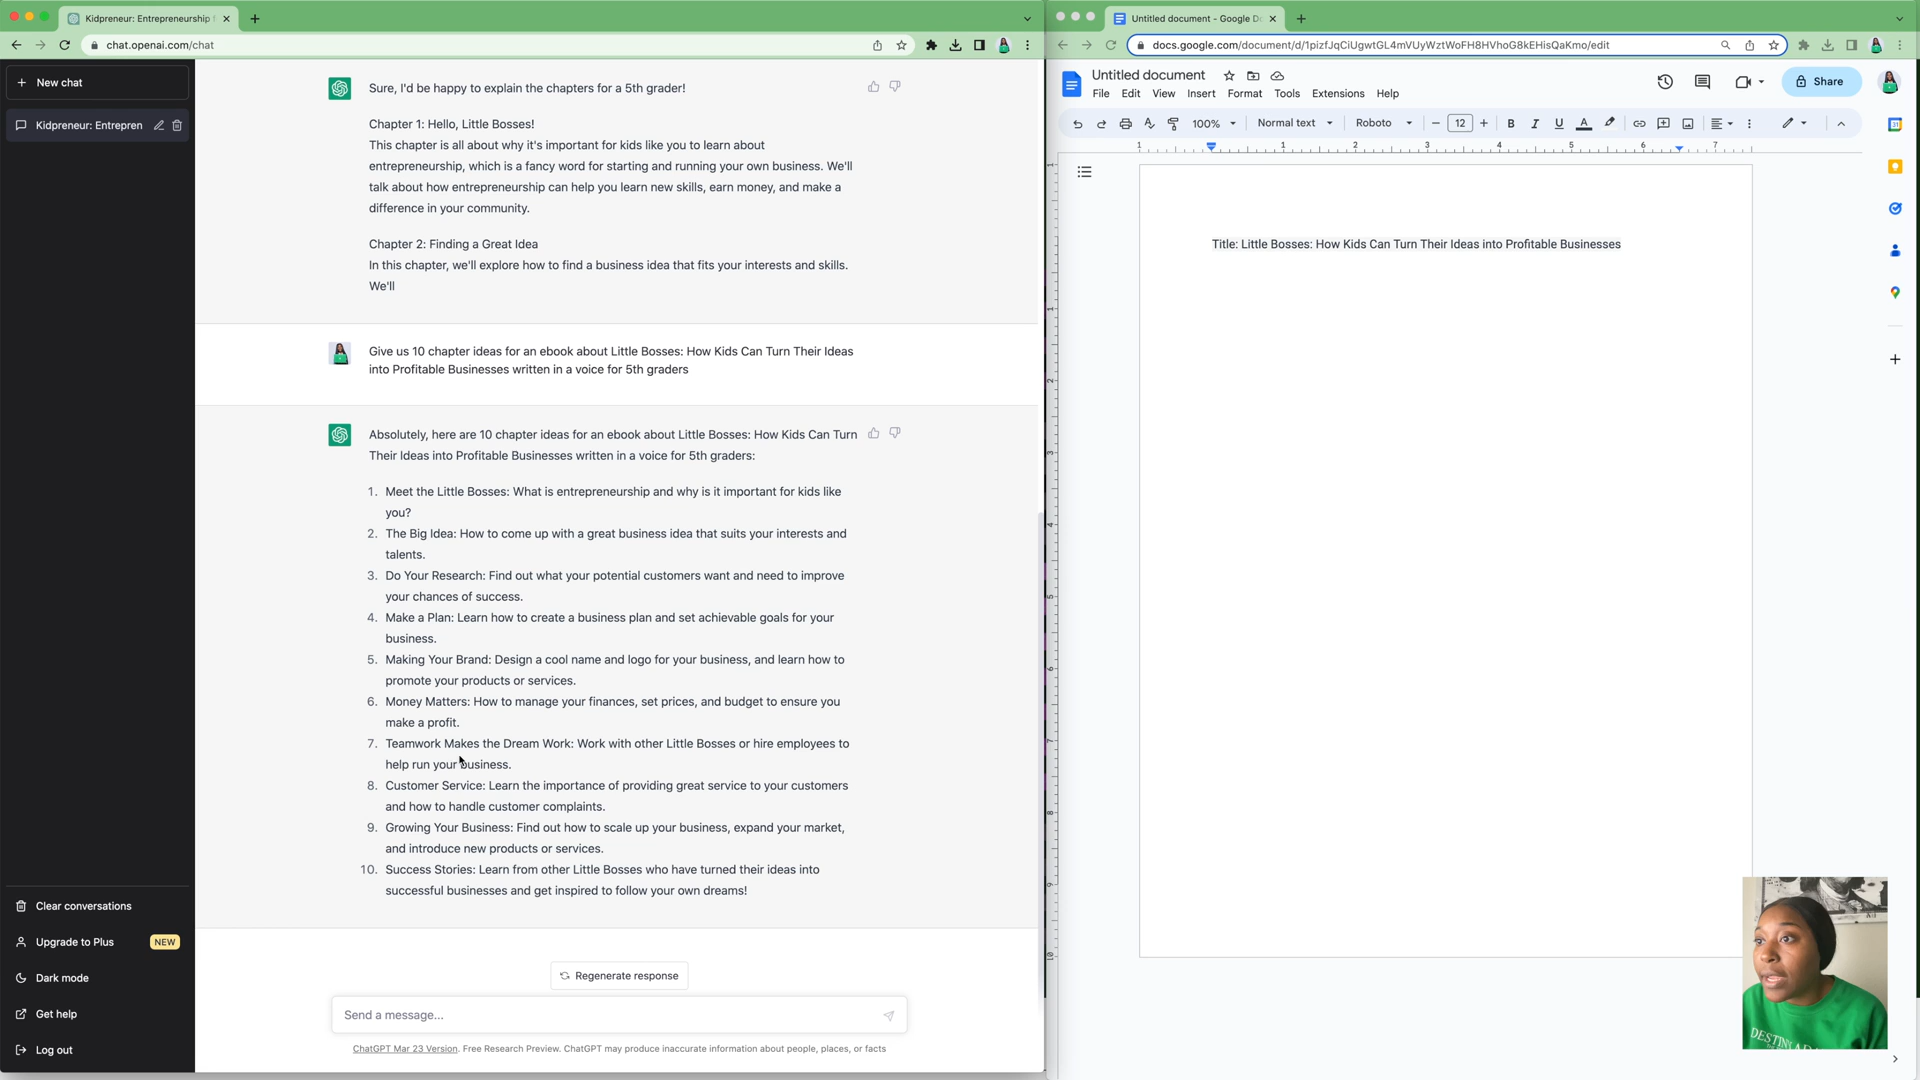 Kidpreneur: Entrepreneurship f
chat.openai.com/chat
New chat
Kidpreneur: Entrepren
Sure, I'd be happy to explain the chapters for a 5th grader!
Chapter 1: Hello, Little Bosses!
This chapter is all about why it's important for kids like you to learn about
entrepreneurship, which is a fancy word for starting and running your own business. We'll
talk about how entrepreneurship can help you learn new skills, earn money, and make a
difference in your community.
Chapter 2: Finding a Great Idea
In this chapter, we'll explore how to find a business idea that fits your interests and skills.
We'll
Give us 10 chapter ideas for an ebook about Little Bosses: How Kids Can Turn Their Ideas
into Profitable Businesses written in a voice for 5th graders
Absolutely, here are 10 chapter ideas for an ebook about Little Bosses: How Kids Can Turn
Their Ideas into Profitable Businesses written in a voice for 5th graders:
1. Meet the Little Bosses: What is entrepreneurship and why is it important for kids like
you?
2. The Big Idea: How to come up with a great business idea that suits your interests and
talents.
3. Do Your Research: Find out what your potential customers want and need to improve
your chances of success.
4. Make a Plan: Learn how to create a business plan and set achievable goals for your
business.
5. Making Your Brand: Design a cool name and logo for your business, and learn how to
promote your products or services.
6. Money Matters: How to manage your finances, set prices, and budget to ensure you
make a profit.
7. Teamwork Makes the Dream Work: Work with other Little Bosses or hire employees to
help run your business.
8. Customer Service: Learn the importance of providing great service to your customers
and how to handle customer complaints.
9. Growing Your Business: Find out how to scale up your business, expand your market,
and introduce new products or services.
10. Success Stories: Learn from other Little Bosses who have turned their ideas into
successful businesses and get inspired to follow your own dreams!
Clear conversations
Upgrade to Plus NEW
Dark mode
Get help
Log out
Regenerate response
Send a message...
ChatGPT Mar 23 Version. Free Research Preview. ChatGPT may produce inaccurate information about people, places, or facts
Untitled document - Google D
docs.google.com/document/d/1pizfJqCiUgwtGL4mVUyWztWoFH8HVhoG8kEHisQaKmo/edit
Untitled document
File Edit View Insert Format Tools Extensions Help
Share
100% Normal text Roboto 12 B I U A
1 1 2 3 4 5 6 7
Title: Little Bosses: How Kids Can Turn Their Ideas into Profitable Businesses
1
1
2
3
4
5
6
7
8
9
10
31